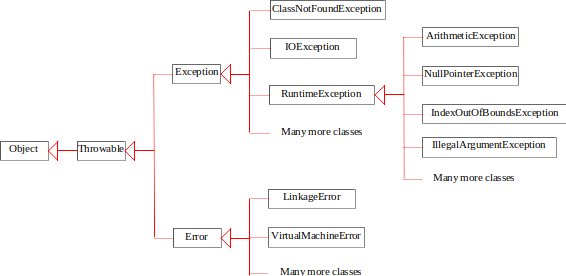 ClassNotFoundException
ArithmeticException
IOException
Exception
NullPointerException
RuntimeException
IndexOutOfBoundsException
Many more classes
IllegalArgumentException
Object
Throwable
Many more classes
LinkageError
Error
VirtualMachineError
Many more classes